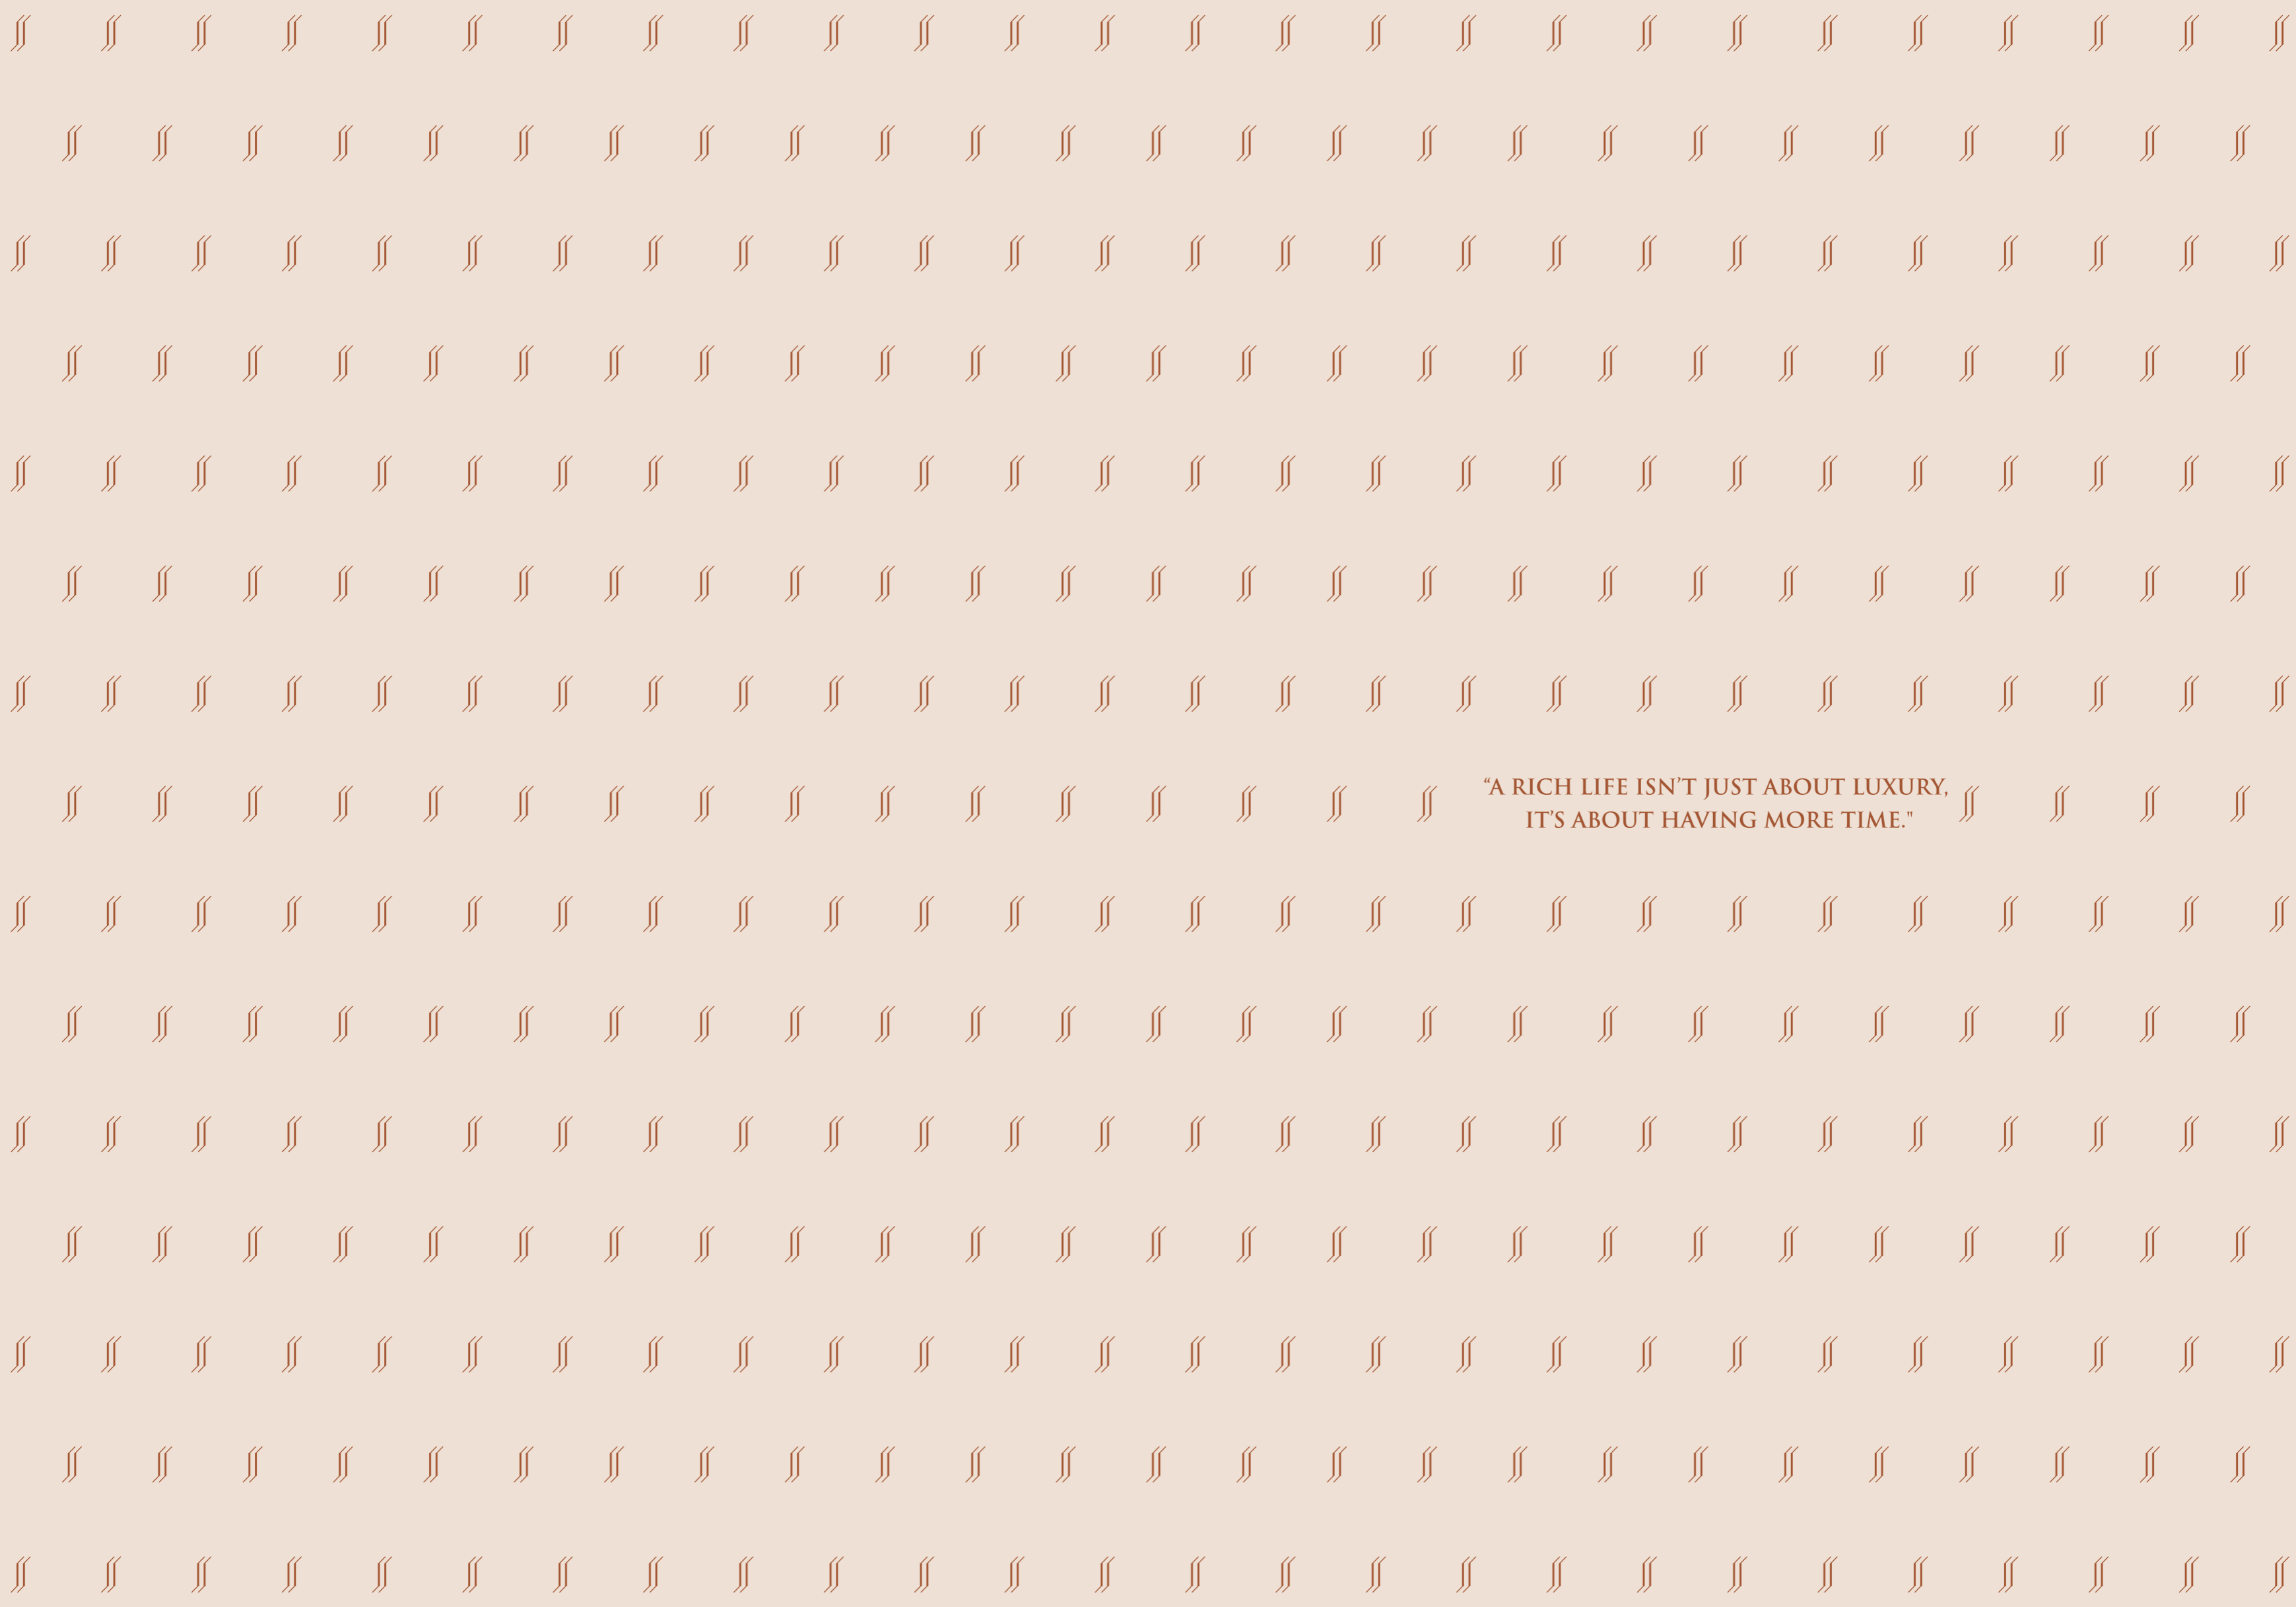 “A RICH LIFE ISN’T JUST ABOUT LUXURY,
IT’S ABOUT HAVING MORE TIME."